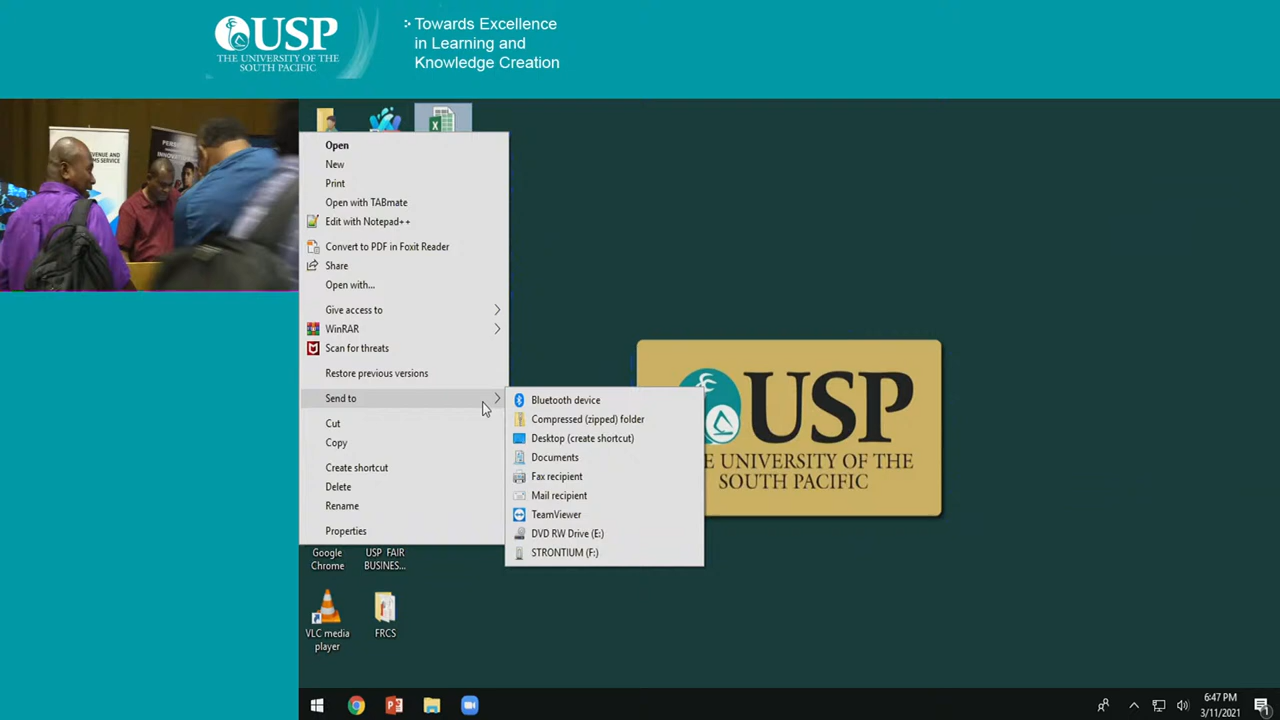 USP
THE UNIVERSITY OF THE
SOUTH PACIFIC
Towards Excellence
in Learning and
Knowledge Creation
Open
New
Print
Open with TABmate
Edit with Notepad++
Convert to PDF in Foxit Reader
Share
Open with...
Give access to
WinRAR
Scan for threats
Restore previous versions
Send to
Cut
Copy
Create shortcut
Delete
Rename
Properties
Bluetooth device
Compressed (zipped) folder
Desktop (create shortcut)
Documents
Fax recipient
Mail recipient
TeamViewer
DVD RW Drive (E:)
STRONTIUM (F:)
USP
E UNIVERSITY OF THE
SOUTH PACIFIC
Google
Chrome
USP FAIR
BUSINES...
VLC media
player
FRCS
6:47 PM
3/11/2021